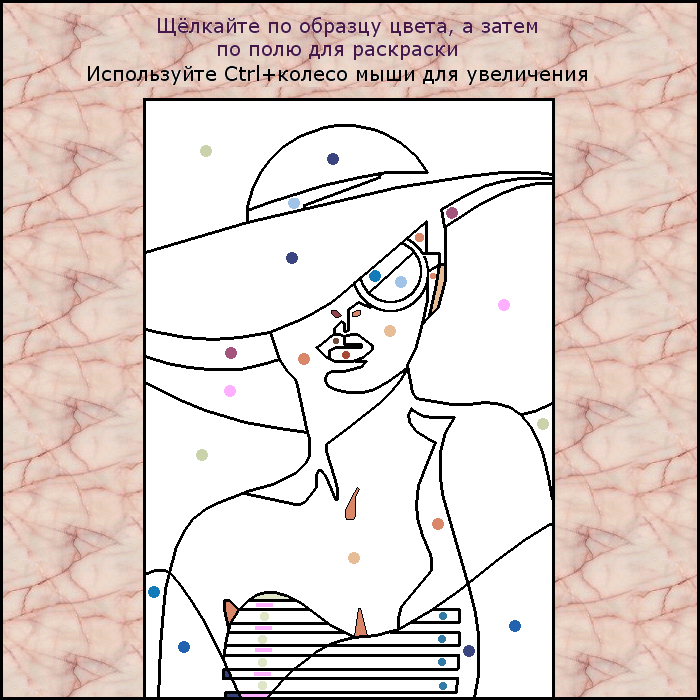 Щёлкайте по образцу цвета, а затем
по полю для раскраски
Используйте Ctrl+колесо мыши для увеличения